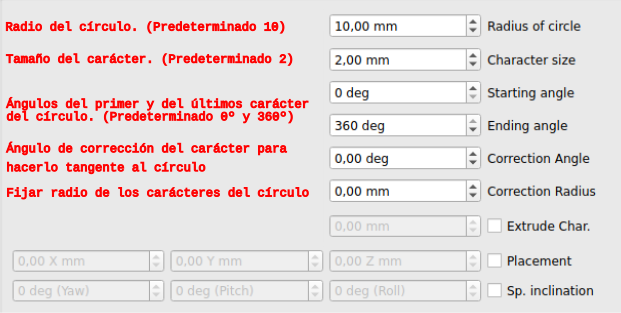 Radio del círculo. (Predeterminado 10) 10,00 mm Radius of circle
Tamaño del carácter. (Predeterminado 2) 2,00 mm Character size
Ángulos del primer y del últimos carácter 0 deg Starting angle
del círculo. (Predeterminado 0º y 360º) 360 deg Ending angle
Ángulo de corrección del carácter para 0,00 deg Correction Angle
hacerlo tangente al círculo
Fijar radio de los carácteres del círculo 0,00 mm Correction Radius
0,00 mm Extrude Char.
0,00 X mm 0,00 Y mm 0,00 Z mm Placement
0 deg (Yaw) 0 deg (Pitch) 0 deg (Roll) Sp. inclination